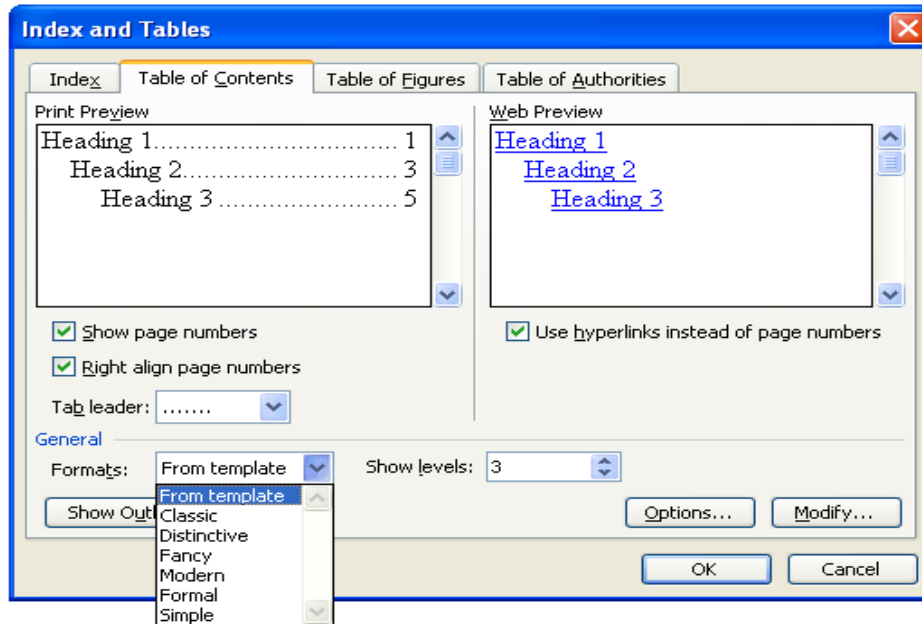 Index and Tables
Index Table of Contents Table of Figures Table of Authorities
Print Preview Web Preview
Heading 1.................................. 1
Heading 2.............................. 3
Heading 3 ......................... 5
Heading 1
Heading 2
Heading 3
Show page numbers
Use hyperlinks instead of page numbers
Right align page numbers
Tab leader: .......
General
Formats: From template Show levels: 3
From template
Show Outl
Classic
Distinctive
Fancy
Modern
Formal
Simple
Options... Modify...
OK Cancel